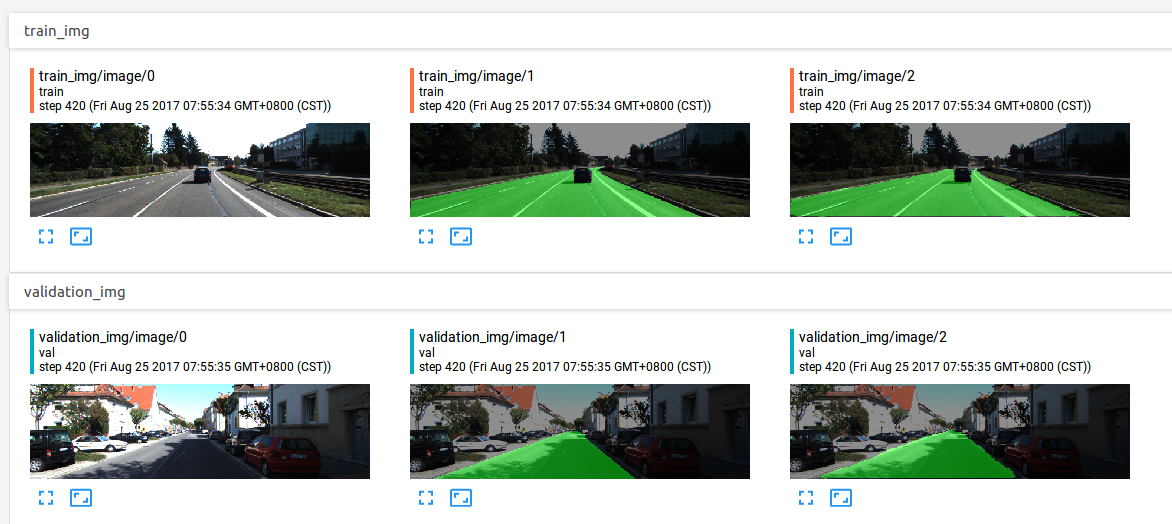 train_img
train_img/image/0
train
step 420 (Fri Aug 25 2017 07:55:34 GMT+0800 (CST))
train_img/image/1
train
step 420 (Fri Aug 25 2017 07:55:34 GMT+0800 (CST))
train_img/image/2
train
step 420 (Fri Aug 25 2017 07:55:34 GMT+0800 (CST))
validation_img
validation_img/image/0
val
step 420 (Fri Aug 25 2017 07:55:35 GMT+0800 (CST))
validation_img/image/1
val
step 420 (Fri Aug 25 2017 07:55:35 GMT+0800 (CST))
validation_img/image/2
val
step 420 (Fri Aug 25 2017 07:55:35 GMT+0800 (CST))